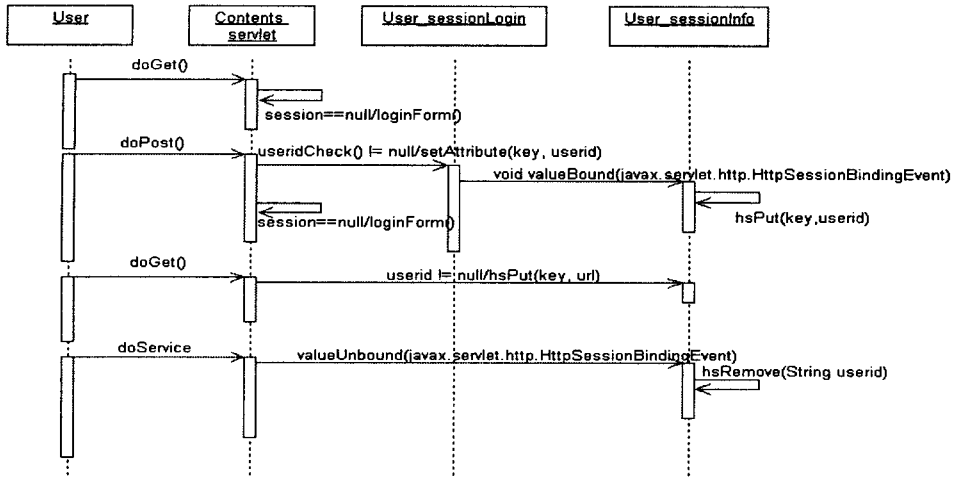 User
Contents
servlet
User_sessionLogin
User_sessionInfo
doGet()
session==null/loginForm()
doPost()
useridCheck() != null/setAttribute(key, userid)
void valueBound(javax.servlet.http.HttpSessionBindingEvent)
session==null/loginForm()
hsPut(key,userid)
doGet()
userid != null/hsPut(key, url)
doService
valueUnbound(javax.servlet.http.HttpSessionBindingEvent)
hsRemove(String userid)